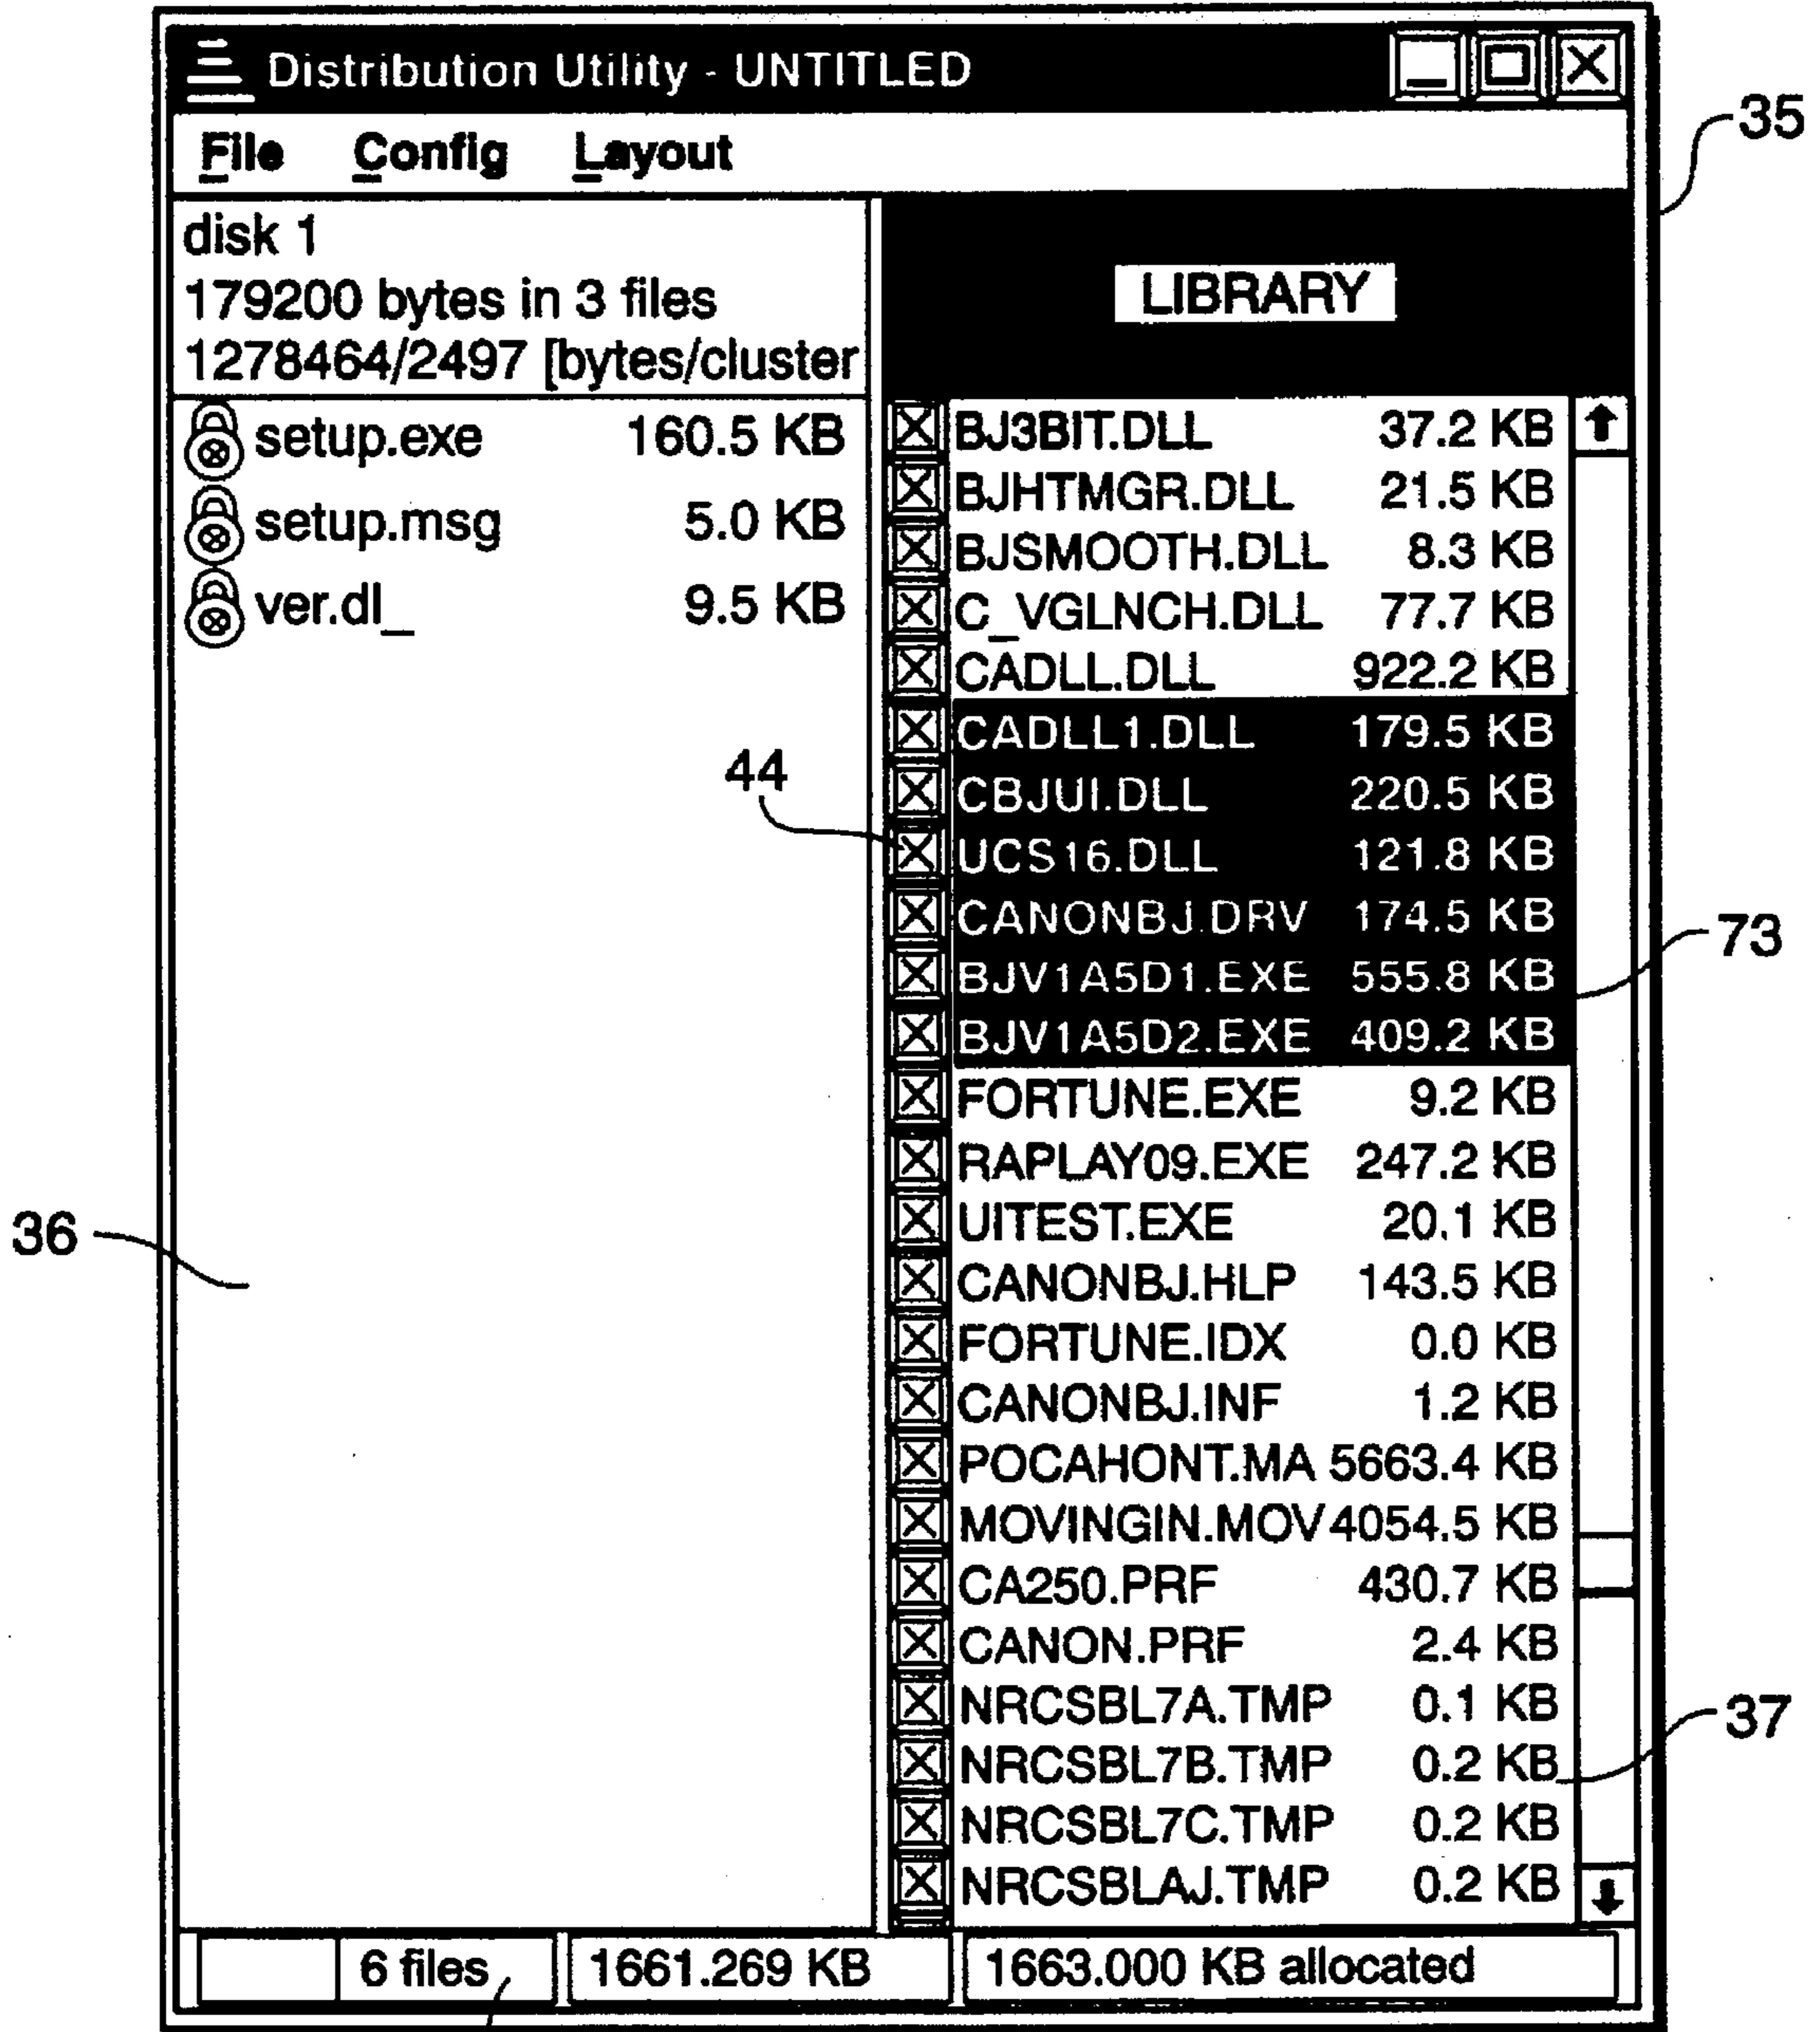 Distribution Utility - UNTITLED
35
File Config Layout
disk 1
179200 bytes in 3 files
1278464/2497 [bytes/cluster
setup.exe 160.5 KB
setup.msg 5.0 KB
ver.dl_ 9.5 KB
44
36
LIBRARY
BJ3BIT.DLL 37.2 KB
BJHTMGR.DLL 21.5 KB
BJSMOOTH.DLL 8.3 KB
C_VGLNCH.DLL 77.7 KB
CADLL.DLL 922.2 KB
CADLL1.DLL 179.5 KB
CBJUI.DLL 220.5 KB
UCS16.DLL 121.8 KB
CANONBJ.DRV 174.5 KB
BJV1A5D1.EXE 555.8 KB
BJV1A5D2.EXE 409.2 KB
FORTUNE.EXE 9.2 KB
RAPLAY09.EXE 247.2 KB
UITEST.EXE 20.1 KB
CANONBJ.HLP 143.5 KB
FORTUNE.IDX 0.0 KB
CANONBJ.INF 1.2 KB
POCAHONT.MA 5663.4 KB
MOVINGIN.MOV 4054.5 KB
CA250.PRF 430.7 KB
CANON.PRF 2.4 KB
NRCSBL7A.TMP 0.1 KB
NRCSBL7B.TMP 0.2 KB
NRCSBL7C.TMP 0.2 KB
NRCSBLAJ.TMP 0.2 KB
73
37
6 files 1661.269 KB 1663.000 KB allocated